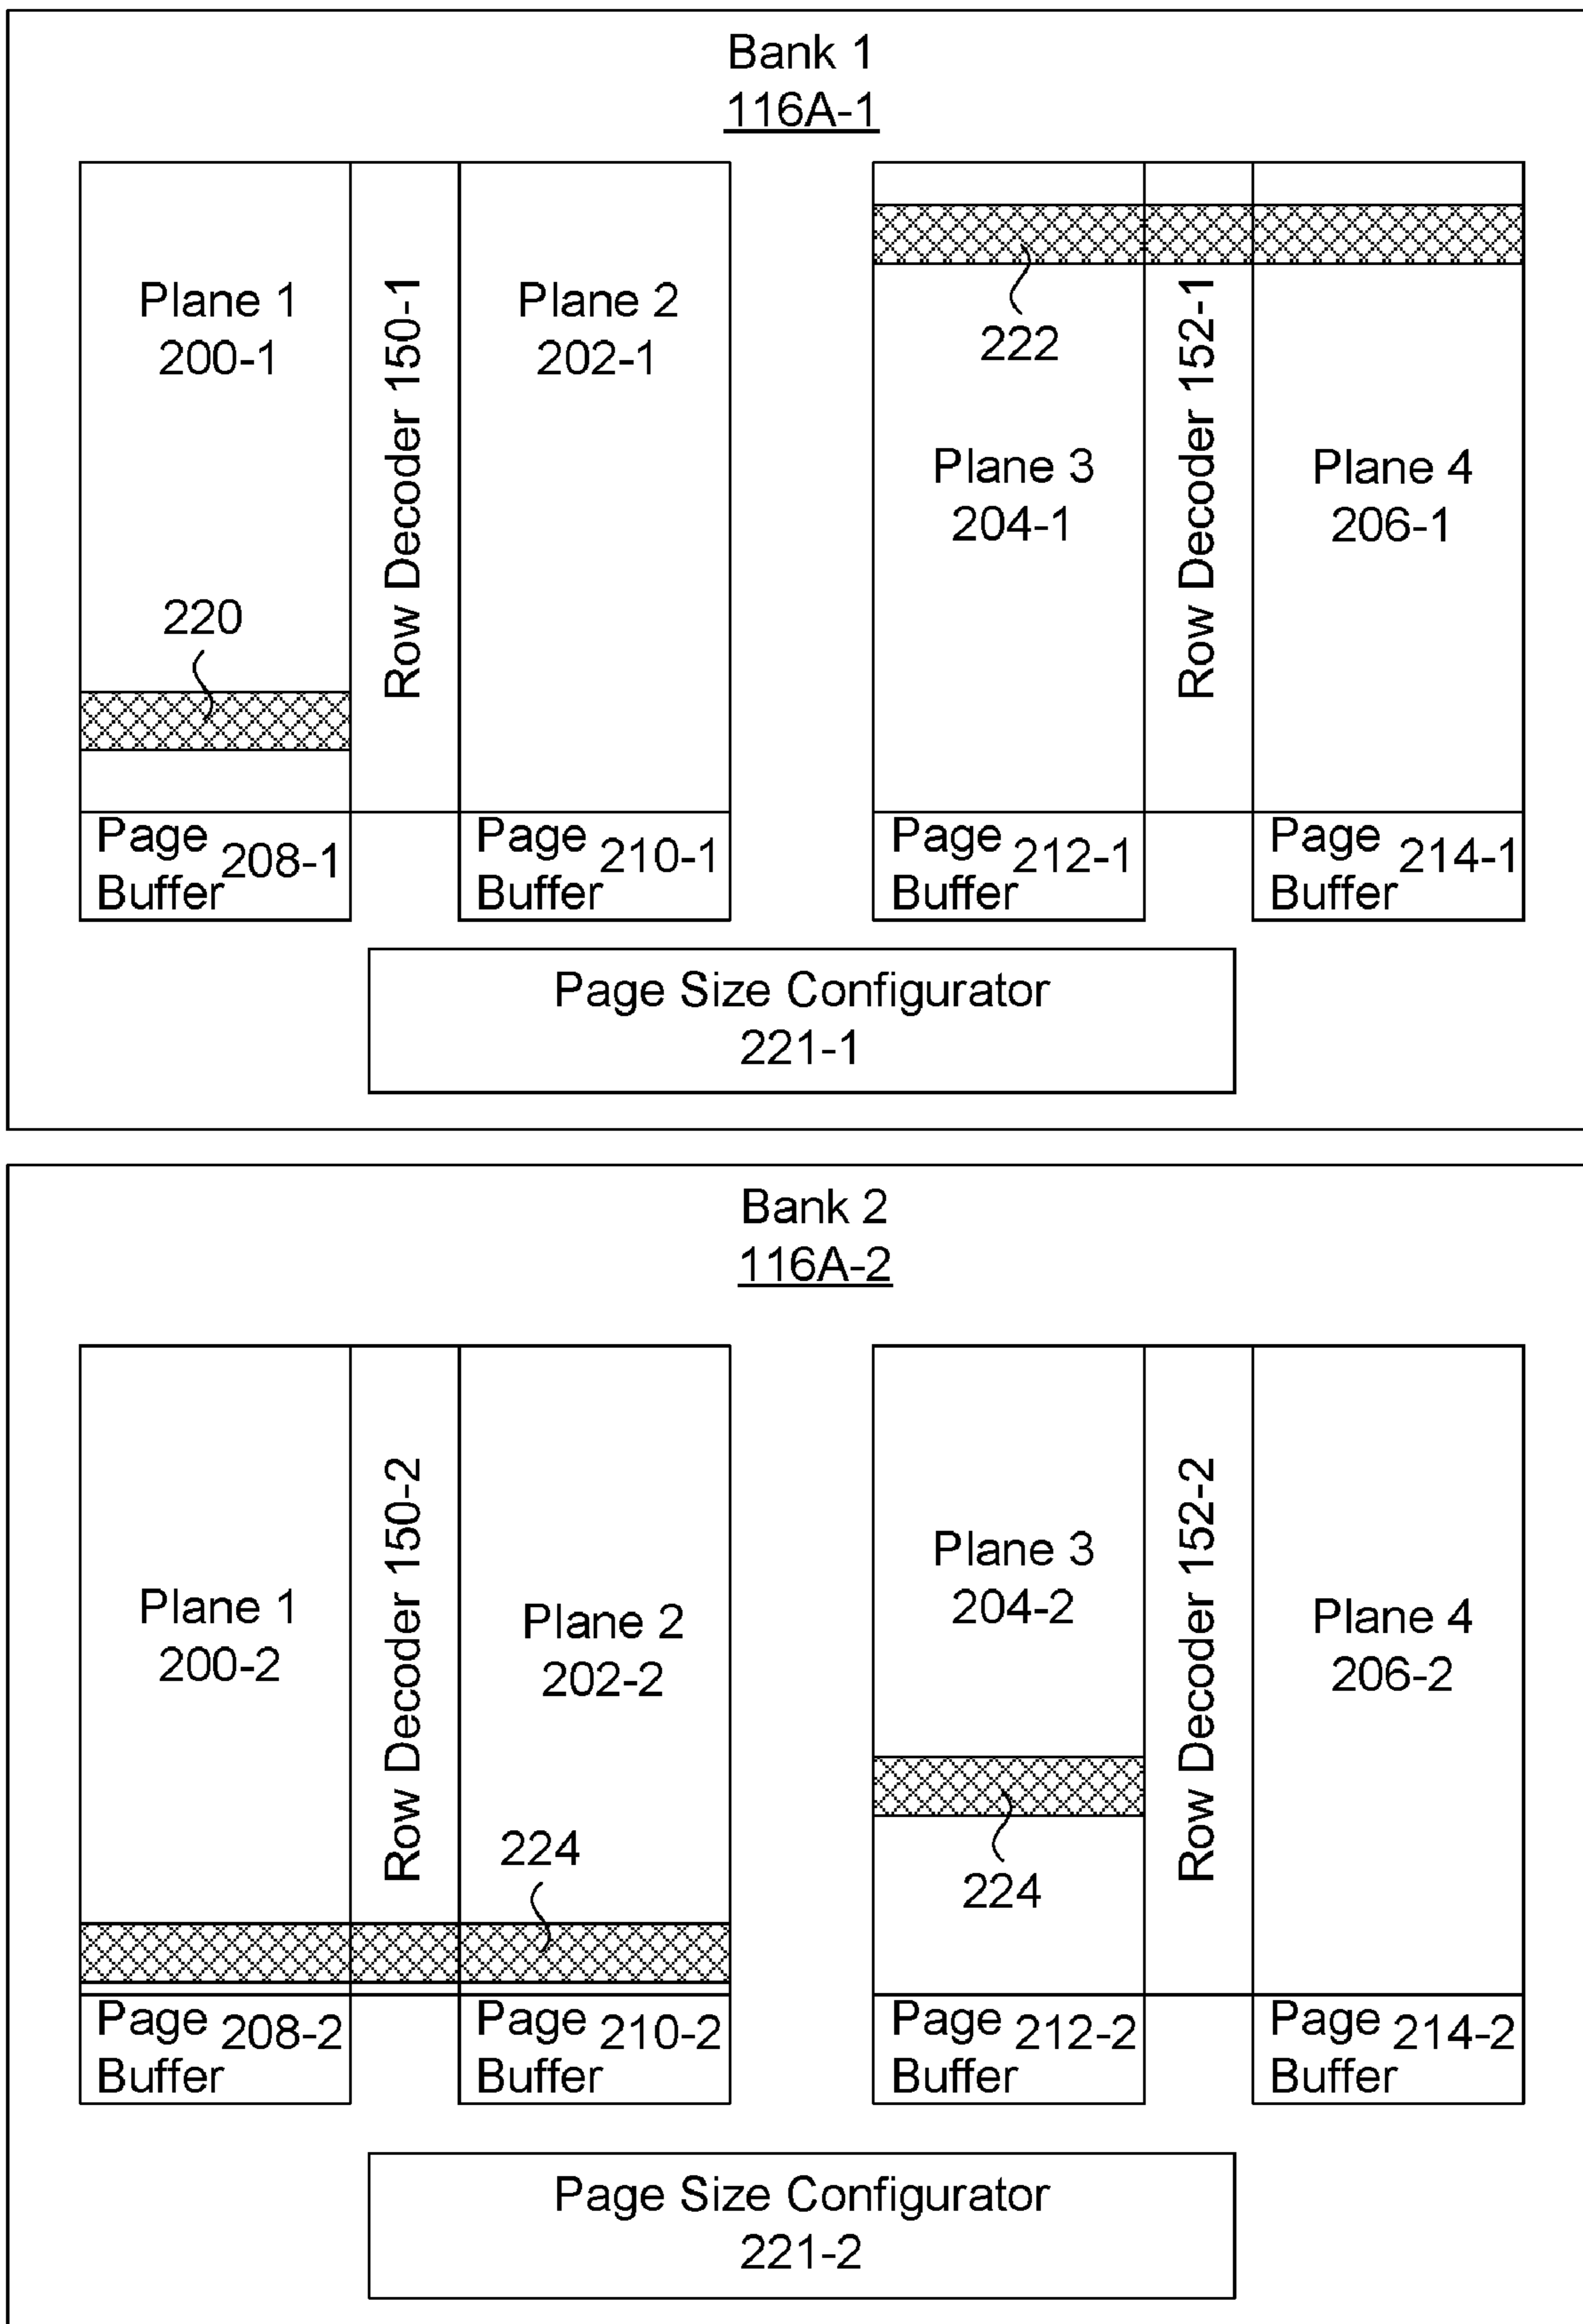 Bank 1
116A-1
Plane 1
200-1
Row Decoder 150-1
Plane 2
202-1
222
Plane 3
204-1
Row Decoder 152-1
Plane 4
206-1
220
Page
Buffer
208-1
Page
Buffer
210-1
Page
Buffer
212-1
Page
Buffer
214-1
Page Size Configurator
221-1
Bank 2
116A-2
Plane 1
200-2
Row Decoder 150-2
Plane 2
202-2
224
Plane 3
204-2
224
Row Decoder 152-2
Plane 4
206-2
Page
Buffer
208-2
Page
Buffer
210-2
Page
Buffer
212-2
Page
Buffer
214-2
Page Size Configurator
221-2